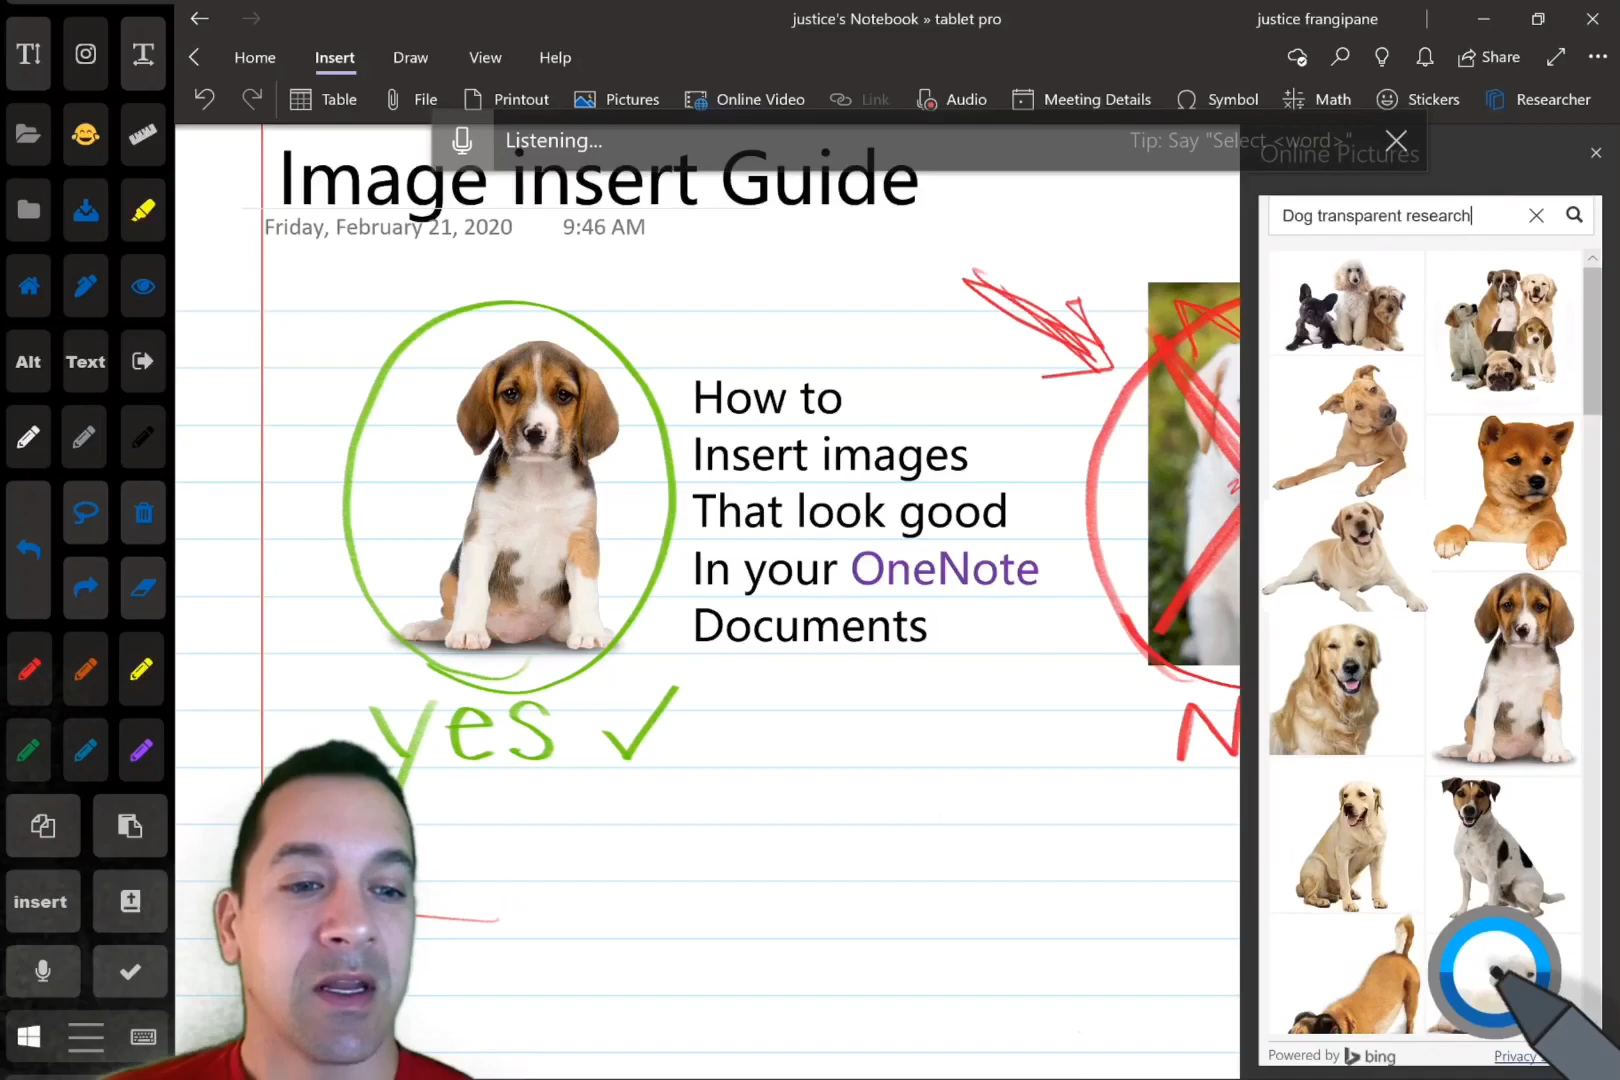 justice's Notebook » tablet pro
justice frangipane
Home
Insert
Draw
View
Help
Share
Table
File
Printout
Pictures
Online Video
Link
Audio
Meeting Details
Symbol
Math
Stickers
Researcher
Listening...
Tip: Say "Select <word>"
Online Pictures
Image insert Guide
Friday, February 21, 2020 9:46 AM
Dog transparent research
How to
Insert images
That look good
In your OneNote
Documents
yes ✓
N
Alt
Text
insert
Powered by bing
Privacy